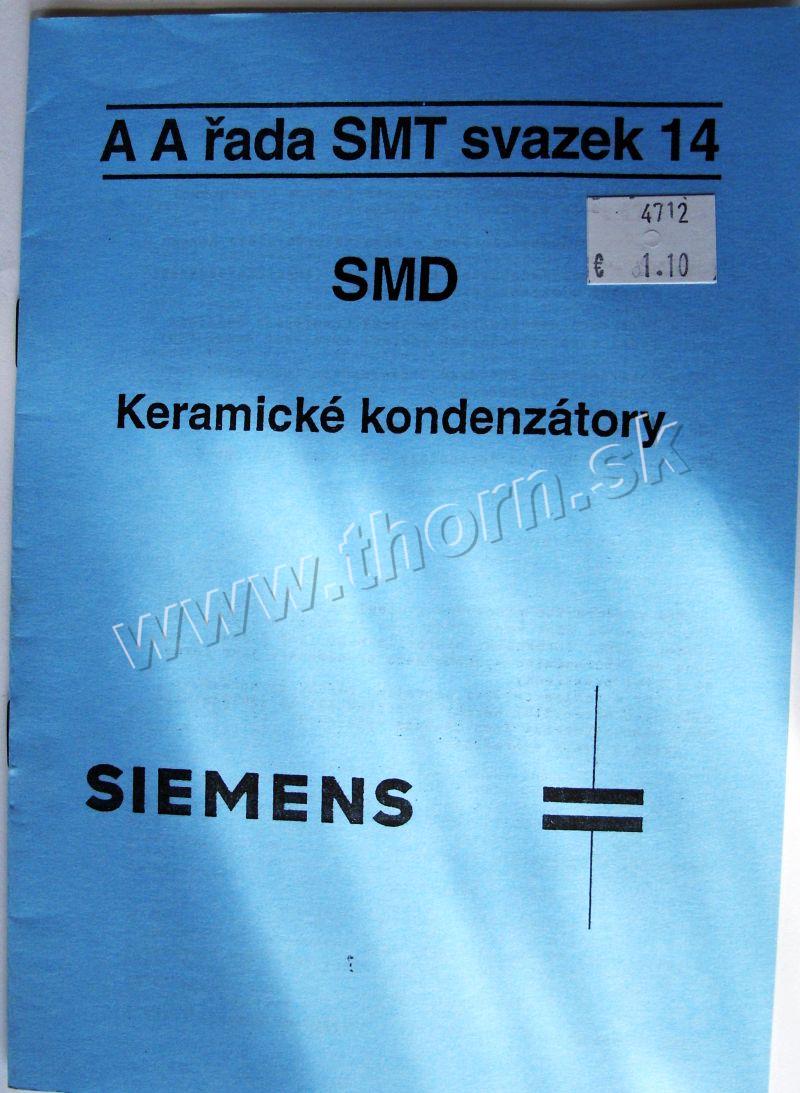 A A řada SMT svazek 14
4712
€ 1.10
SMD
Keramické kondenzátory
www.thorn.sk
SIEMENS